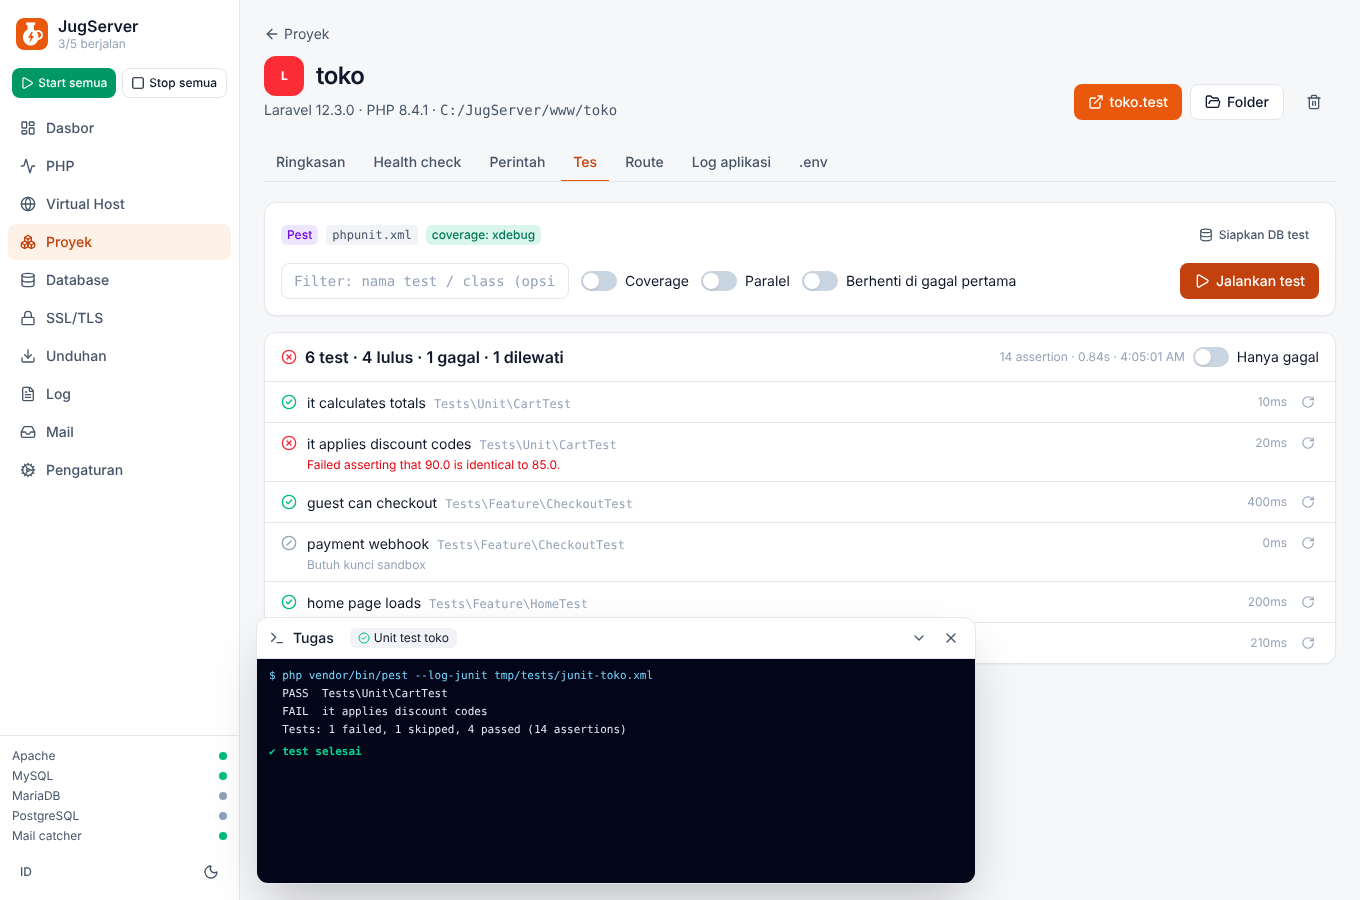 JugServer
3/5 berjalan
Start semua
Stop semua
Dasbor
PHP
Virtual Host
Proyek
Database
SSL/TLS
Unduhan
Log
Mail
Pengaturan
Apache
MySQL
MariaDB
PostgreSQL
Mail catcher
ID
Proyek
L
toko
Laravel 12.3.0 · PHP 8.4.1 · C:/JugServer/www/toko
toko.test
Folder
Ringkasan
Health check
Perintah
Tes
Route
Log aplikasi
.env
Pest
phpunit.xml
coverage: xdebug
Siapkan DB test
Filter: nama test / class (opsi
Coverage
Paralel
Berhenti di gagal pertama
Jalankan test
6 test · 4 lulus · 1 gagal · 1 dilewati
14 assertion · 0.84s · 4:05:01 AM
Hanya gagal
it calculates totals Tests\Unit\CartTest 10ms
it applies discount codes Tests\Unit\CartTest 20ms
Failed asserting that 90.0 is identical to 85.0.
guest can checkout Tests\Feature\CheckoutTest 400ms
payment webhook Tests\Feature\CheckoutTest 0ms
Butuh kunci sandbox
home page loads Tests\Feature\HomeTest 200ms
210ms
Tugas
Unit test toko
$ php vendor/bin/pest --log-junit tmp/tests/junit-toko.xml
PASS Tests\Unit\CartTest
FAIL it applies discount codes
Tests: 1 failed, 1 skipped, 4 passed (14 assertions)
✔ test selesai